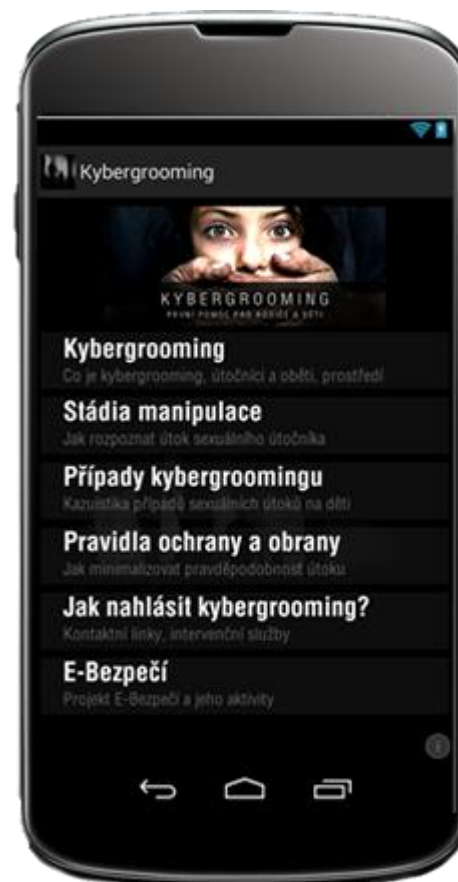 Kybergrooming
KYBERGROOMING
PRVNÍ POMOC PRO RODIČE A DĚTI
Kybergrooming
Co je kybergrooming, útočníci a oběti, prostředí
Stádia manipulace
Jak rozpoznat útok sexuálního útočníka
Případy kybergroomingu
Kazuistika případů sexuálních útoků na děti
Pravidla ochrany a obrany
Jak minimalizovat pravděpodobnost útoku
Jak nahlásit kybergrooming?
Kontaktní linky, intervenční služby
E-Bezpečí
Projekt E-Bezpečí a jeho aktivity